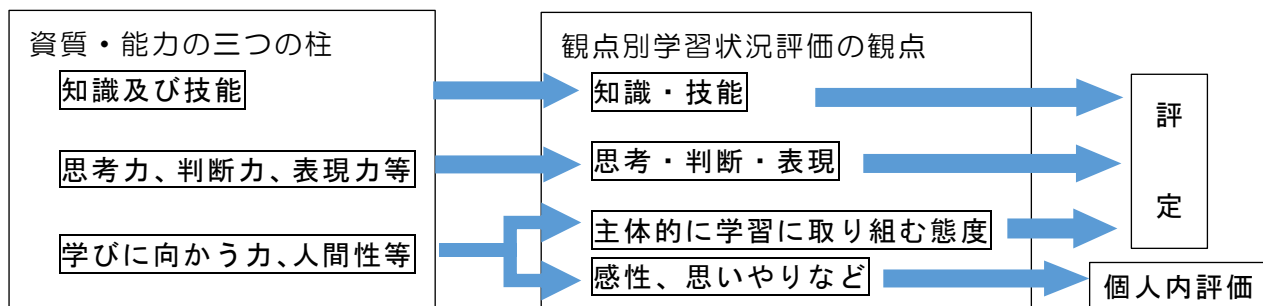 資質・能力の三つの柱
知識及び技能
思考力、判断力、表現力等
学びに向かう力、人間性等
観点別学習状況評価の観点
知識・技能
思考・判断・表現
主体的に学習に取り組む態度
感性、思いやりなど
評定
個人内評価